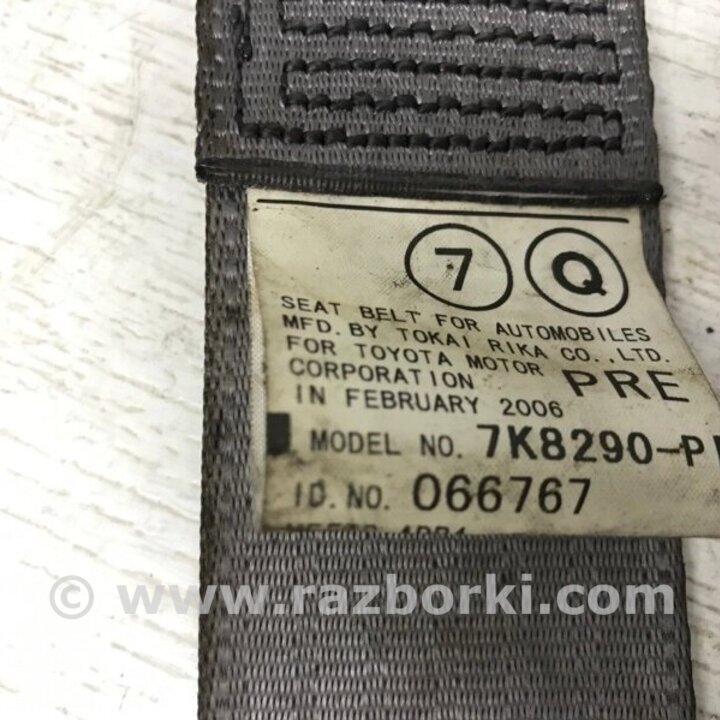 7 Q
SEAT BELT FOR AUTOMOBILES
MFD. BY TOKAI RIKA CO., LTD.
FOR TOYOTA MOTOR
CORPORATION PRE
IN FEBRUARY 2006
MODEL NO. 7K8290-P
ID. NO. 066767
© www.razborki.com